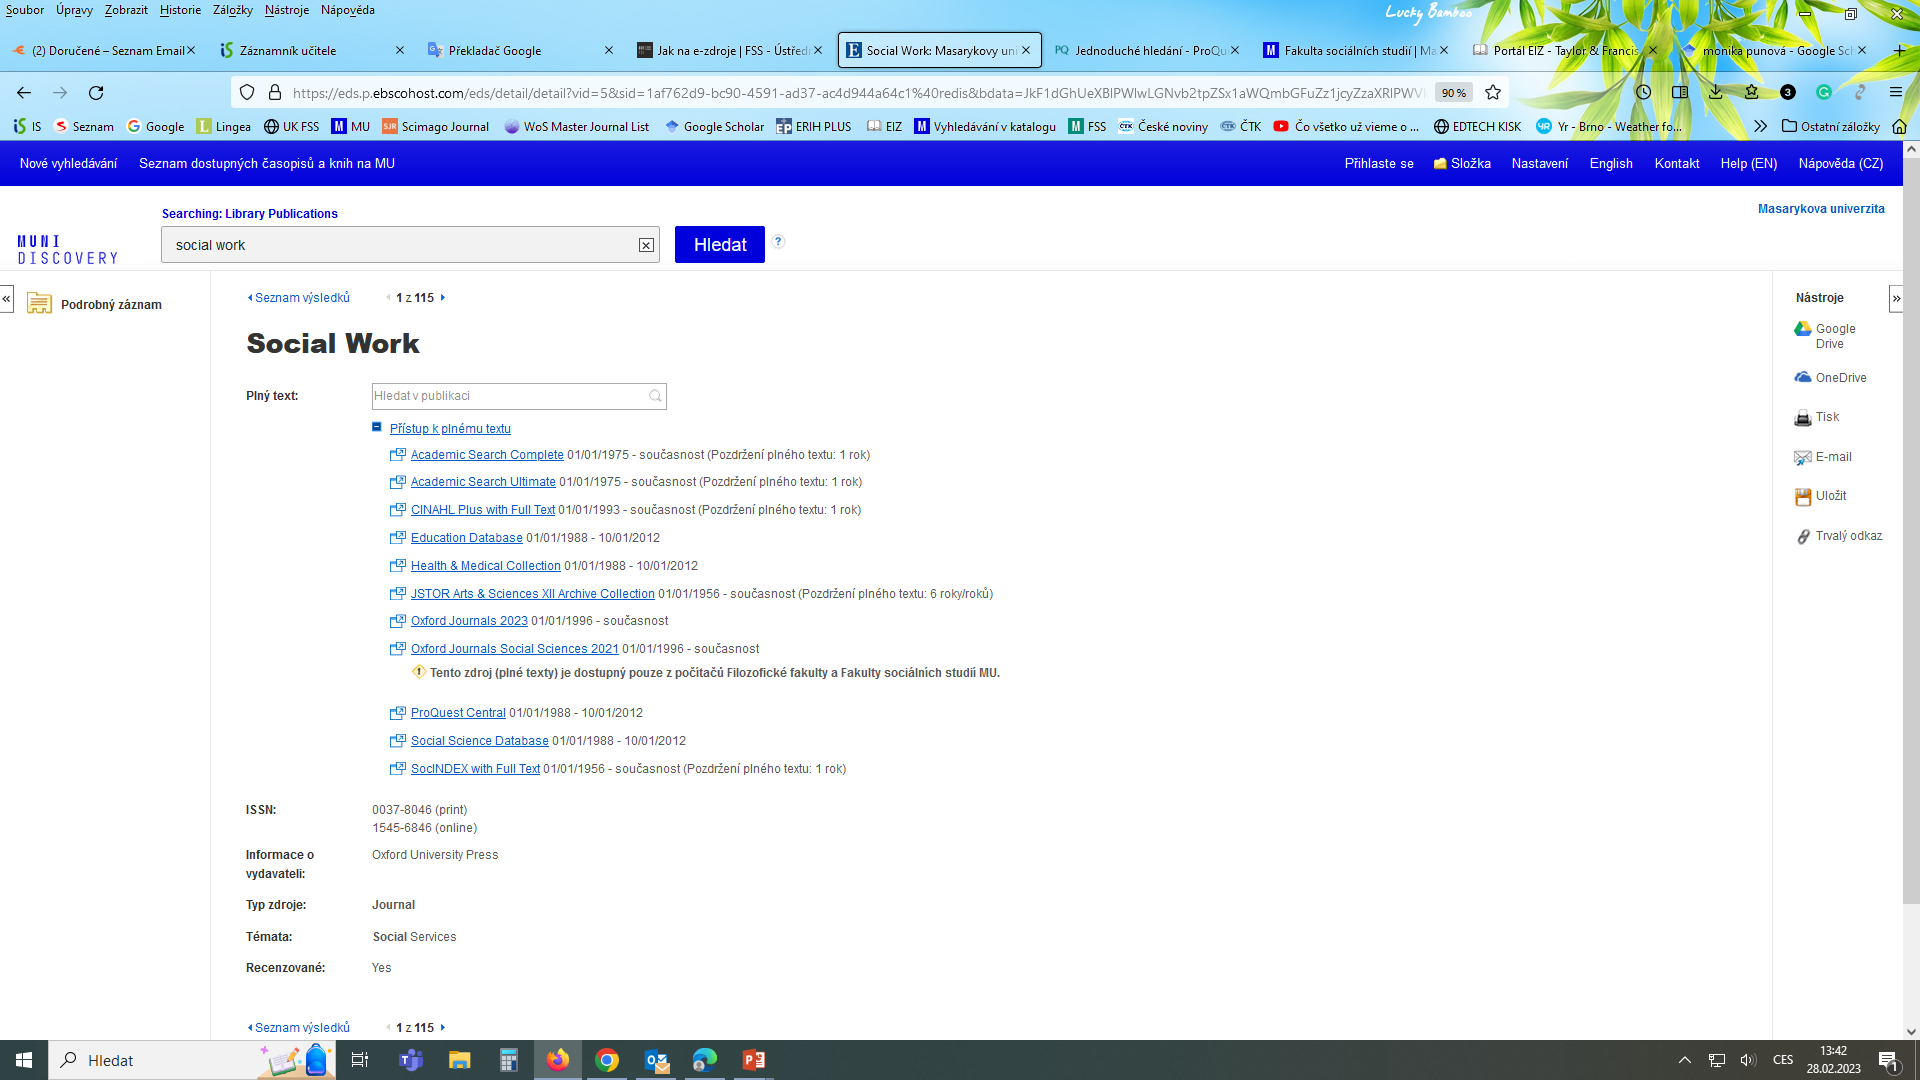 Soubor Úpravy Zobrazit Historie Záložky Nástroje Nápověda
Lucky Bamboo
(2) Doručené – Seznam Email
Záznamník učitele
Překladač Google
Jak na e-zdroje | FSS - Ústřed
Social Work: Masarykovy uni
Jednoduché hledání - ProQu
Fakulta sociálních studií | Ma
Portál EIZ - Taylor & Francis
monika punová - Google Sch
https://eds.p.ebscohost.com/eds/detail/detail?vid=5&sid=1af762d9-bc90-4591-ad37-ac4d944a64c1%40redis&bdata=JkF1dGhUeXBlPWlwLGNvb2tpZSx1aWQmbGFuZz1jcyZzaXRlPWV 90 %
3
IS Seznam Google Lingea UK FSS MU Scimago Journal WoS Master Journal List Google Scholar ERIH PLUS EIZ Vyhledávání v katalogu FSS České noviny ČTK Čo všetko už vieme o ... EDTECH KISK Yr - Brno - Weather fo... Ostatní záložky
Nové vyhledávání Seznam dostupných časopisů a knih na MU
Přihlaste se Složka Nastavení English Kontakt Help (EN) Nápověda (CZ)
Searching: Library Publications
Masarykova univerzita
MUNI
DISCOVERY
social work
Hledat
?
« Podrobný záznam
Seznam výsledků 1 z 115
Nástroje »
Social Work
Google
Drive
OneDrive
Tisk
E-mail
Uložit
Trvalý odkaz
Plný text: Hledat v publikaci
Přístup k plnému textu
Academic Search Complete 01/01/1975 - současnost (Pozdržení plného textu: 1 rok)
Academic Search Ultimate 01/01/1975 - současnost (Pozdržení plného textu: 1 rok)
CINAHL Plus with Full Text 01/01/1993 - současnost (Pozdržení plného textu: 1 rok)
Education Database 01/01/1988 - 10/01/2012
Health & Medical Collection 01/01/1988 - 10/01/2012
JSTOR Arts & Sciences XII Archive Collection 01/01/1956 - současnost (Pozdržení plného textu: 6 roky/roků)
Oxford Journals 2023 01/01/1996 - současnost
Oxford Journals Social Sciences 2021 01/01/1996 - současnost
Tento zdroj (plné texty) je dostupný pouze z počítačů Filozofické fakulty a Fakulty sociálních studií MU.
ProQuest Central 01/01/1988 - 10/01/2012
Social Science Database 01/01/1988 - 10/01/2012
SocINDEX with Full Text 01/01/1956 - současnost (Pozdržení plného textu: 1 rok)
ISSN: 0037-8046 (print)
1545-6846 (online)
Informace o Oxford University Press
vydavateli:
Typ zdroje: Journal
Témata: Social Services
Recenzované: Yes
Seznam výsledků 1 z 115
Hledat
CES
13:42
28.02.2023
1